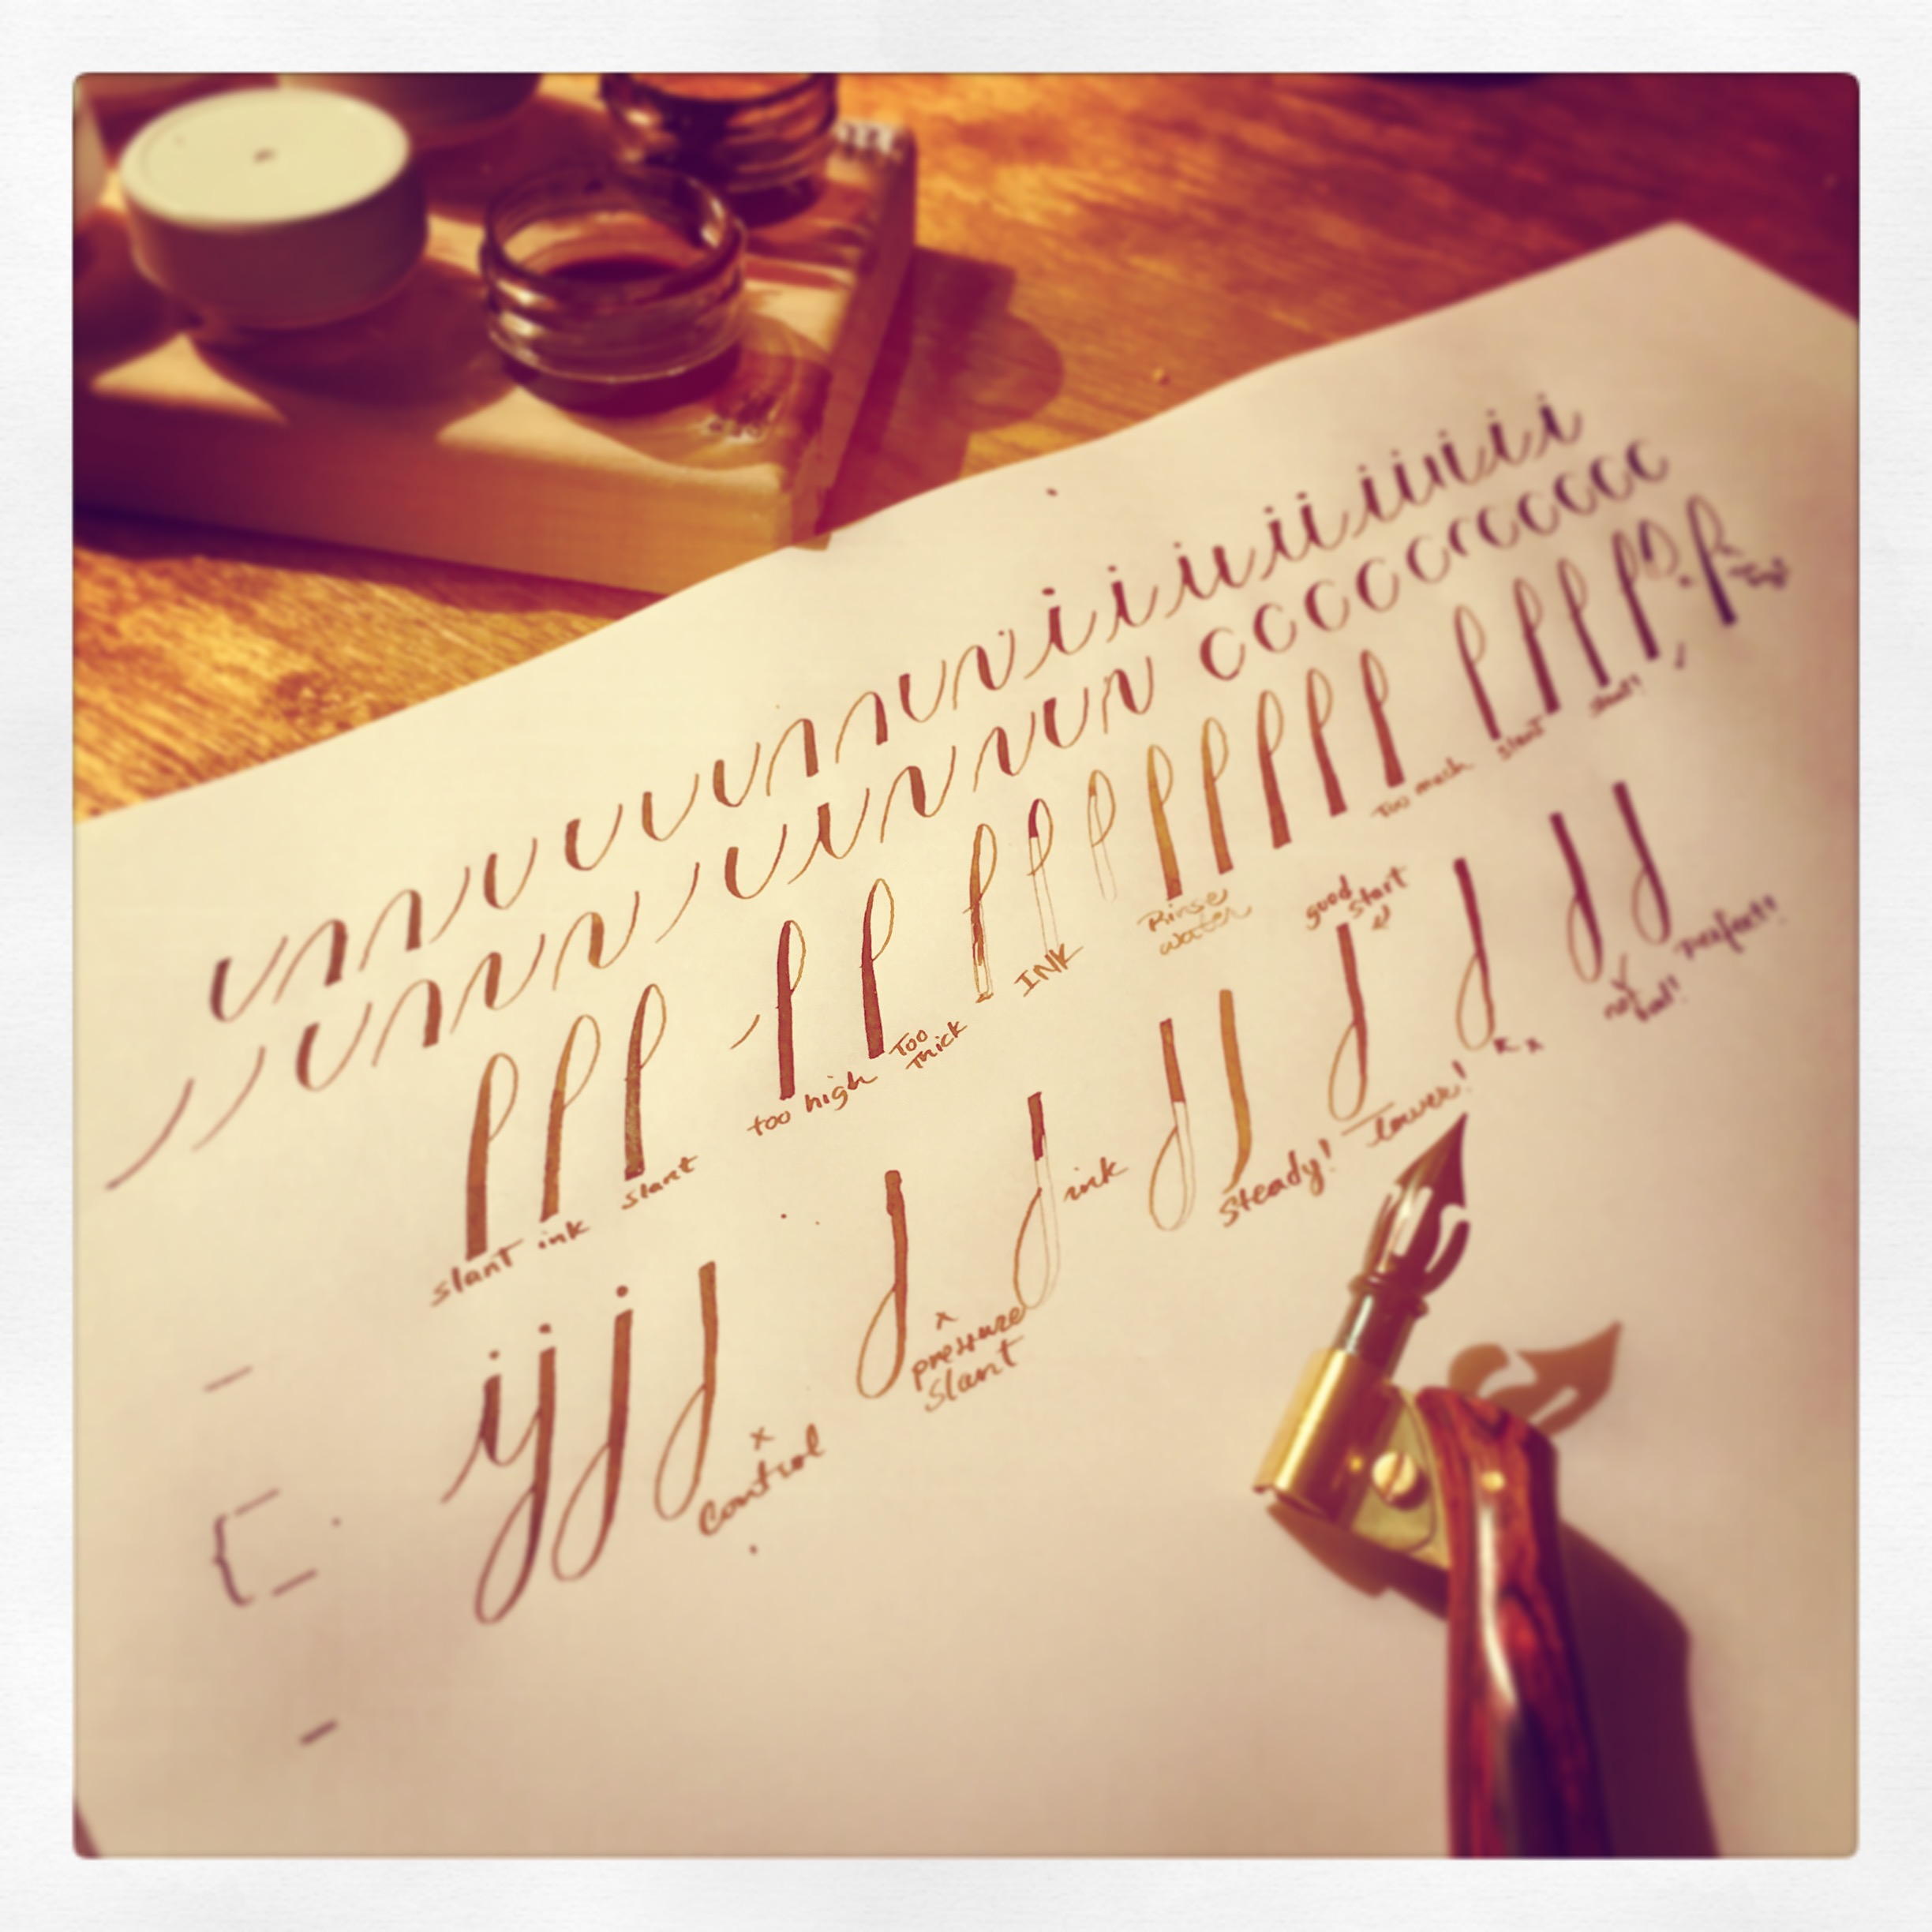 i i i i i i i i i i i
c c c c c c c c c c c c c
Too much slant
slant!
too high
Too Thick
INK
Rinse water
slant ink
slant
good start
not bad!
perfect!
x x
Steady!
Lower!
ink
x
pressure
slant
i j j
x
Control